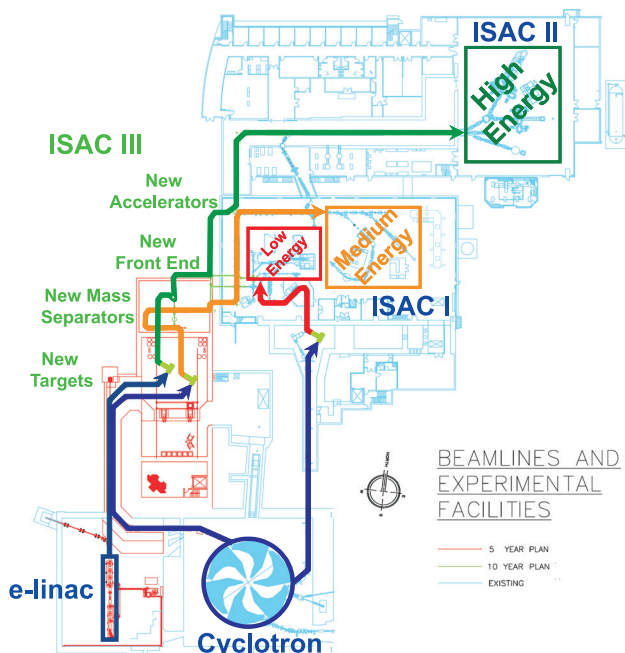 ISAC II
High
Energy
ISAC III
New
Accelerators
New
Front End
Low
Energy
Medium
Energy
New Mass
Separators
ISAC I
New
Targets
BEAMLINES AND
EXPERIMENTAL
FACILITIES
NORTH
5 YEAR PLAN
10 YEAR PLAN
EXISTING
e-linac
Cyclotron